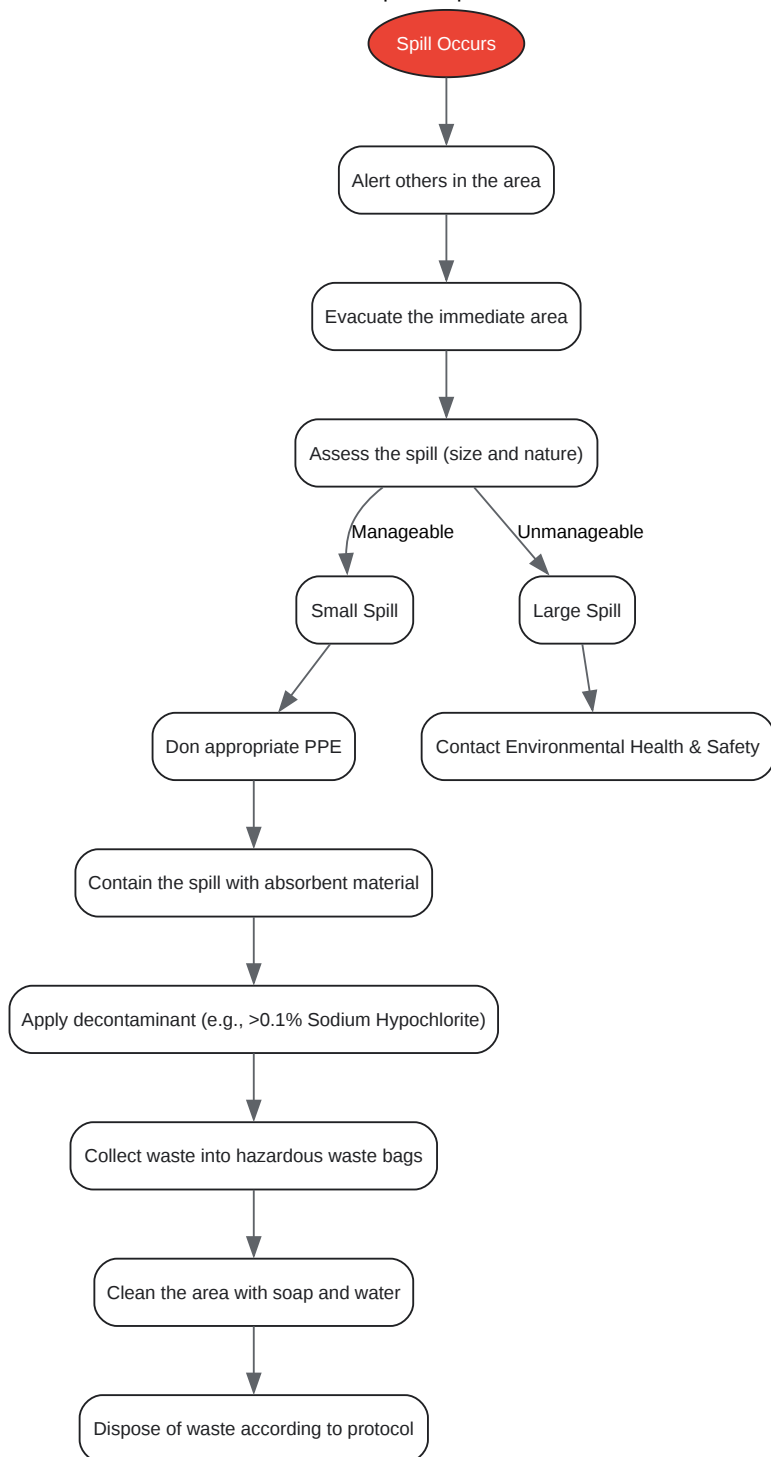 Spill Occurs
Alert others in the area
Evacuate the immediate area
Assess the spill (size and nature)
Manageable
Unmanageable
Small Spill
Large Spill
Don appropriate PPE
Contact Environmental Health & Safety
Contain the spill with absorbent material
Apply decontaminant (e.g., >0.1% Sodium Hypochlorite)
Collect waste into hazardous waste bags
Clean the area with soap and water
Dispose of waste according to protocol